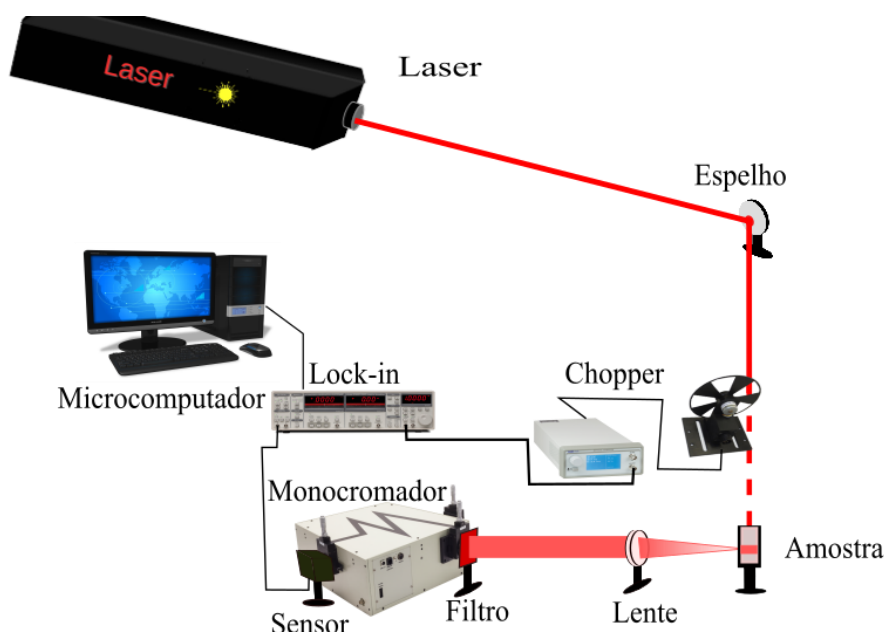 Laser
Laser
Espelho
Lock-in
Chopper
Microcomputador
Monocromador
Amostra
Filtro
Lente
Sensor